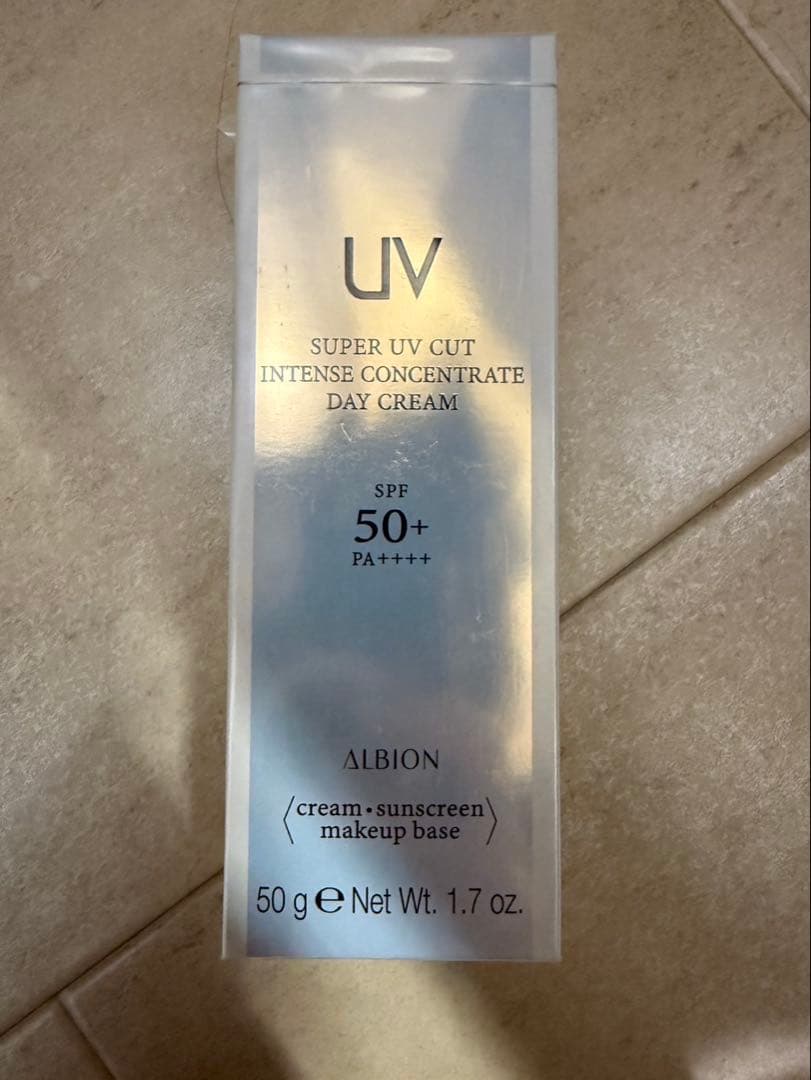 UV
SUPER UV CUT
INTENSE CONCENTRATE
DAY CREAM
SPF
50+
PA++++
ALBION
〈cream・sunscreen
makeup base〉
50 g ℮ Net Wt. 1.7 oz.